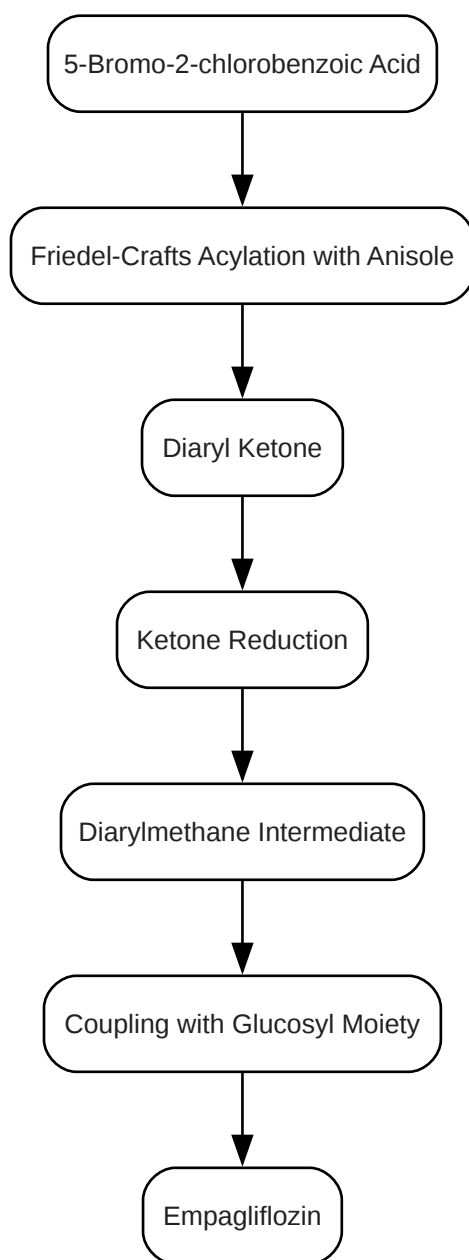 5-Bromo-2-chlorobenzoic Acid
Friedel-Crafts Acylation with Anisole
Diaryl Ketone
Ketone Reduction
Diarylmethane Intermediate
Coupling with Glucosyl Moiety
Empagliflozin